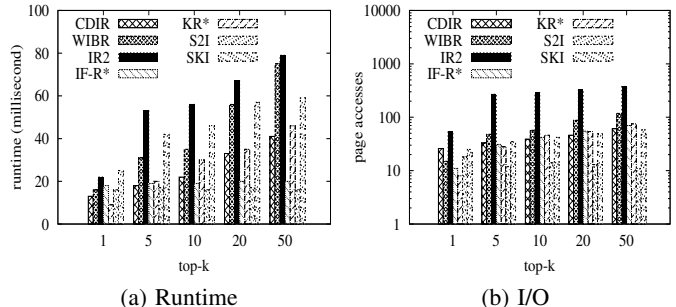 CDIR
WIBR
IR2
IF-R*
KR*
S2I
SKI
100
80
60
40
20
0
runtime (millisecond)
1 5 10 20 50
top-k
(a) Runtime
CDIR
WIBR
IR2
IF-R*
KR*
S2I
SKI
10000
1000
100
10
1
page accesses
1 5 10 20 50
top-k
(b) I/O